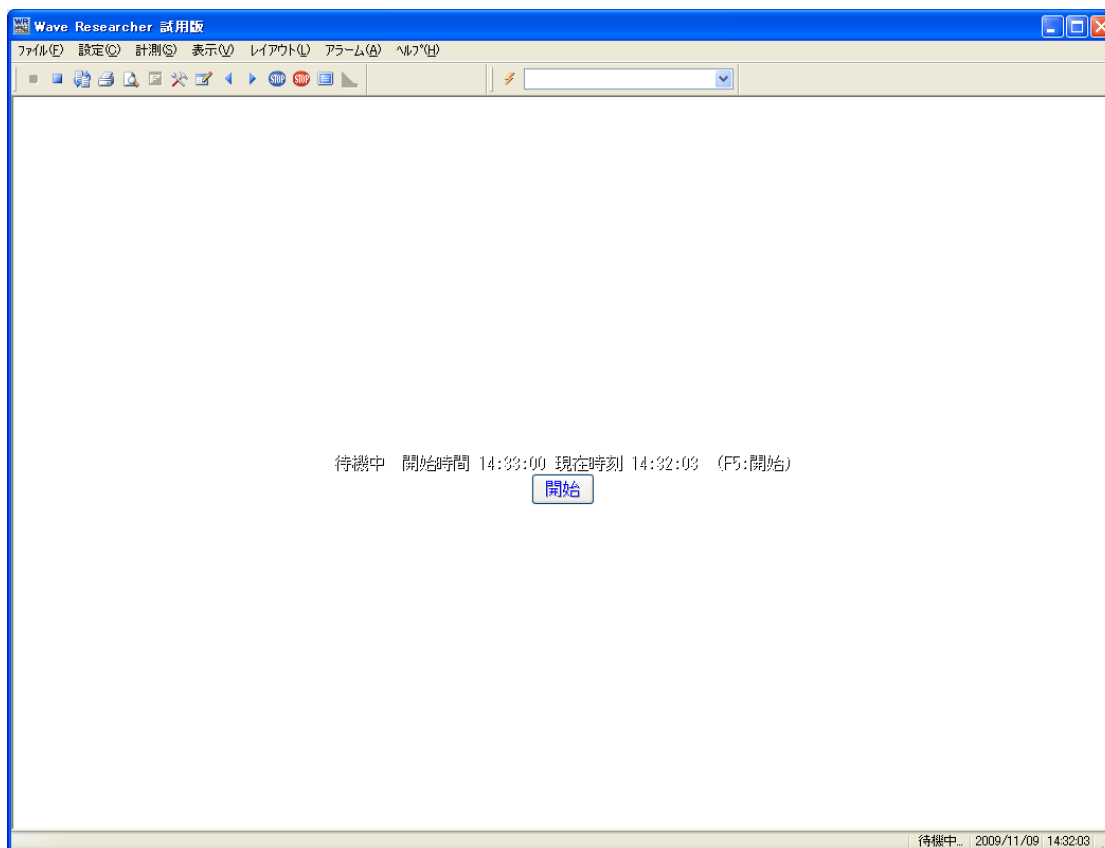 Wave Researcher 試用版
ファイル(F) 設定(C) 計測(S) 表示(V) レイアウト(L) アラーム(A) ヘルプ(H)
STOP STOP
待機中 開始時間 14:33:00 現在時刻 14:32:03 (F5:開始)
開始
待機中... 2009/11/09 14:32:03